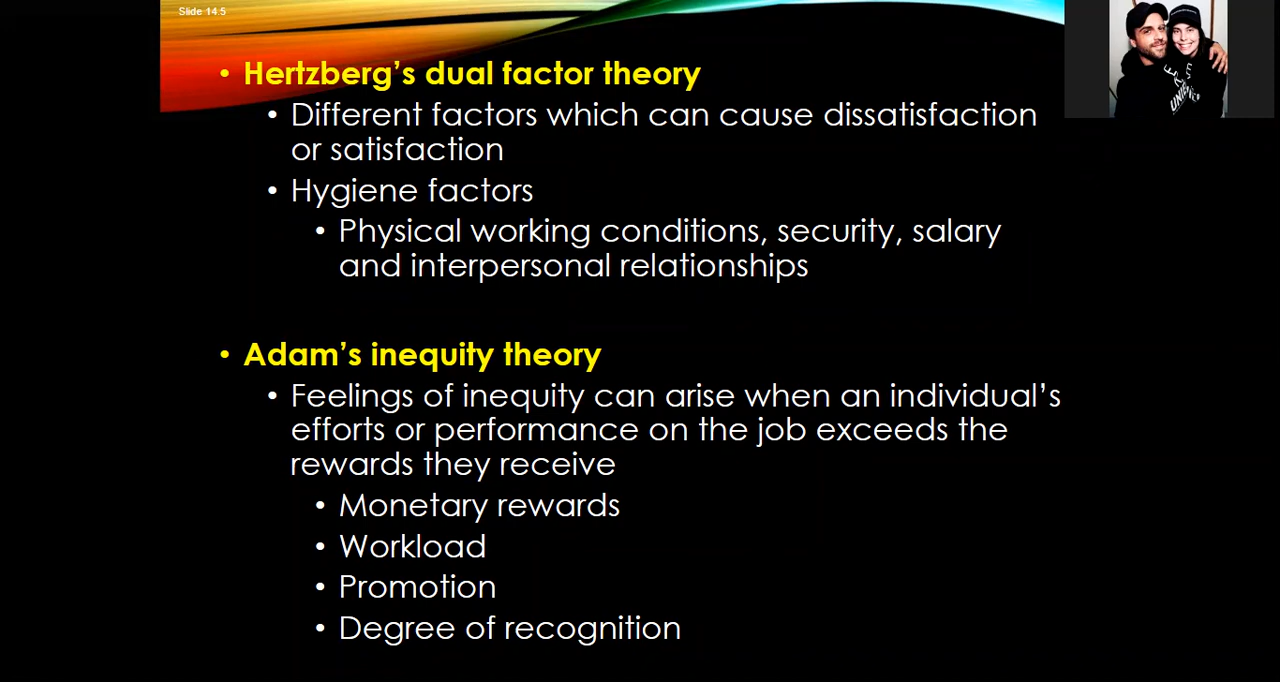 Slide 14.5
• Hertzberg's dual factor theory
• Different factors which can cause dissatisfaction
or satisfaction
• Hygiene factors
• Physical working conditions, security, salary
and interpersonal relationships
• Adam's inequity theory
• Feelings of inequity can arise when an individual's
efforts or performance on the job exceeds the
rewards they receive
• Monetary rewards
• Workload
• Promotion
• Degree of recognition